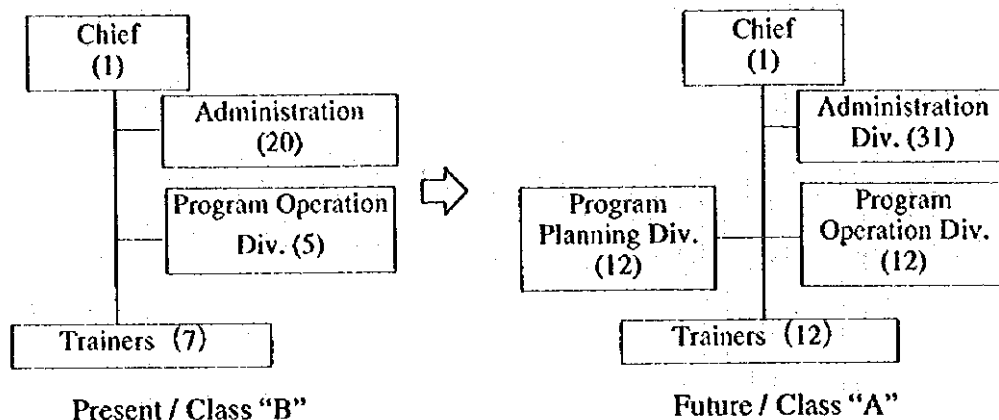 Chief
(1)
Administration
(20)
Program Operation
Div. (5)
Trainers (7)
Present / Class “B”
Chief
(1)
Administration
Div. (31)
Program
Planning Div.
(12)
Program
Operation Div.
(12)
Trainers (12)
Future / Class “A”